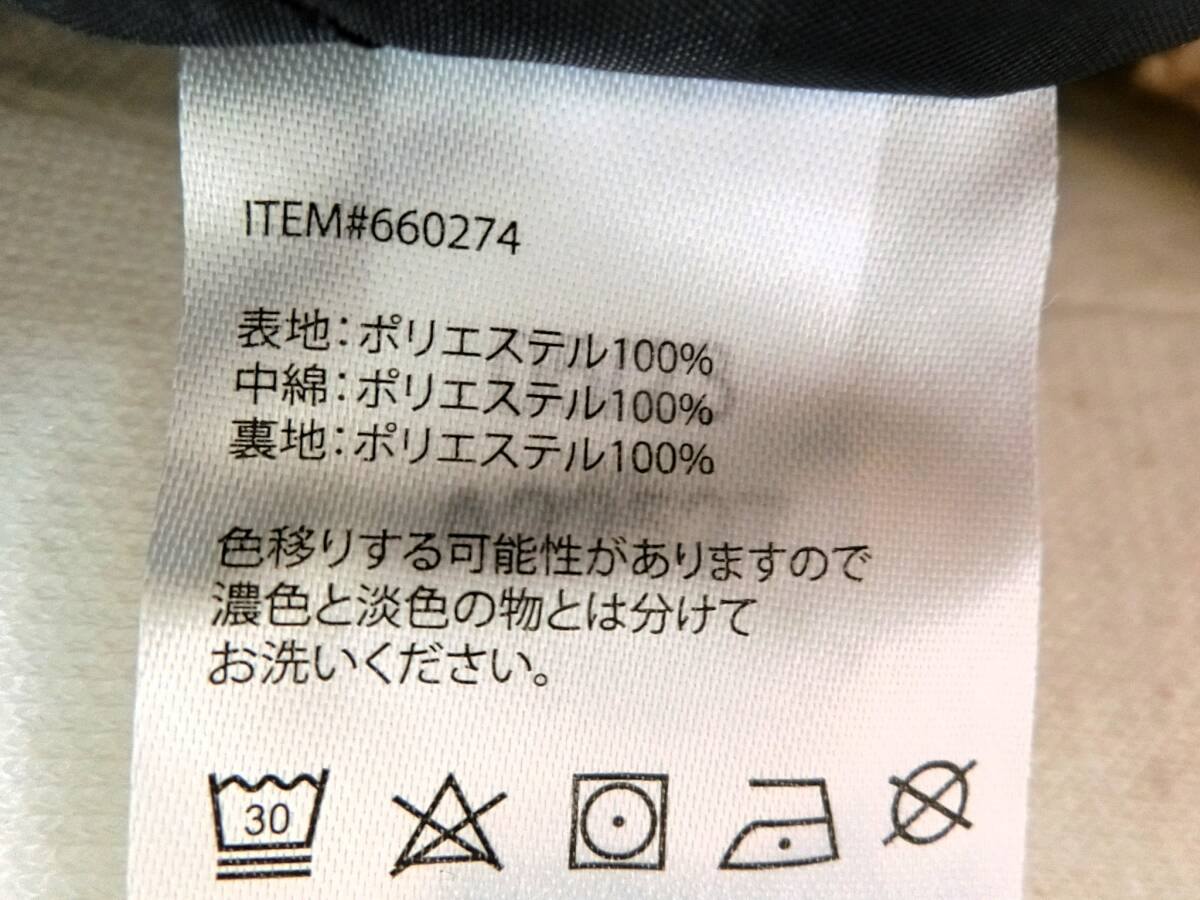 ITEM#660274
表地：ポリエステル100%
中綿：ポリエステル100%
裏地：ポリエステル100%
色移りする可能性がありますので
濃色と淡色の物とは分けて
お洗いください。
30